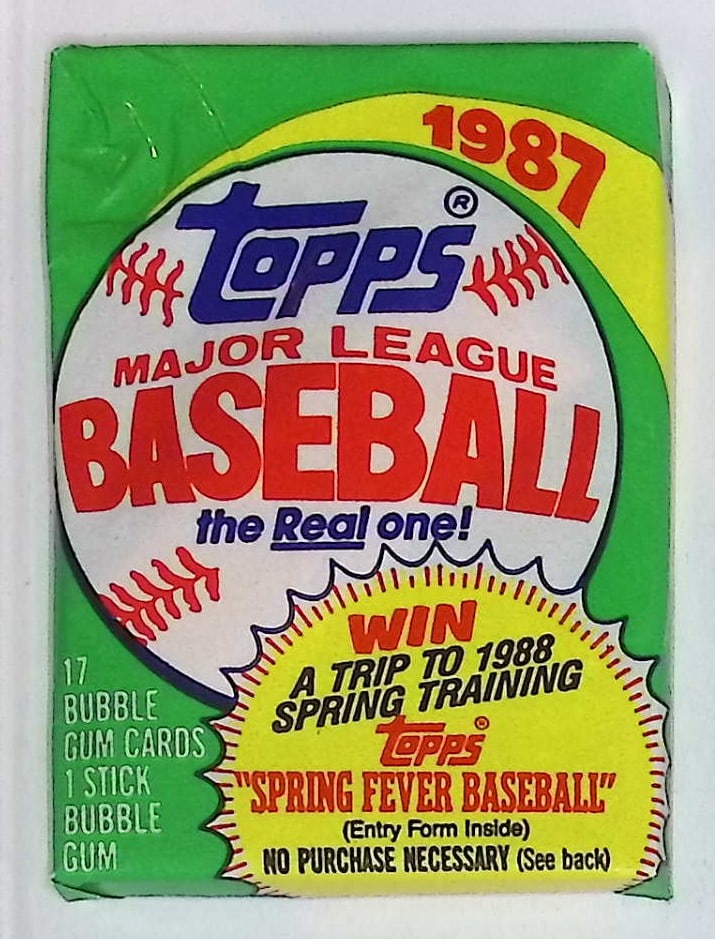 1987
Topps®
MAJOR LEAGUE
BASEBALL
the Real one!
WIN
A TRIP TO 1988
SPRING TRAINING
Topps®
"SPRING FEVER BASEBALL"
(Entry Form Inside)
NO PURCHASE NECESSARY (See back)
17
BUBBLE
GUM CARDS
1 STICK
BUBBLE
GUM